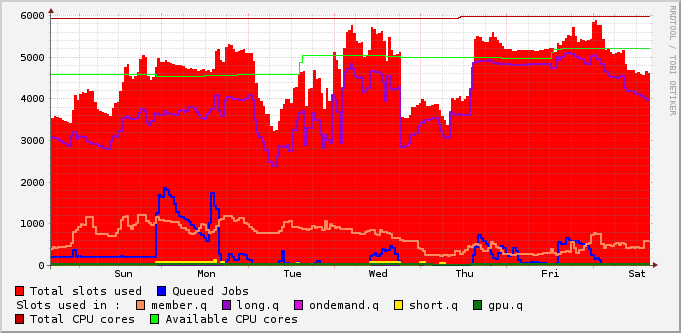 RRDTOOL / TOBI OETIKER
6000
5000
4000
3000
2000
1000
0
Sun Mon Tue Wed Thu Fri Sat
Total slots used Queued Jobs
Slots used in : member.q long.q ondemand.q short.q gpu.q
Total CPU cores Available CPU cores